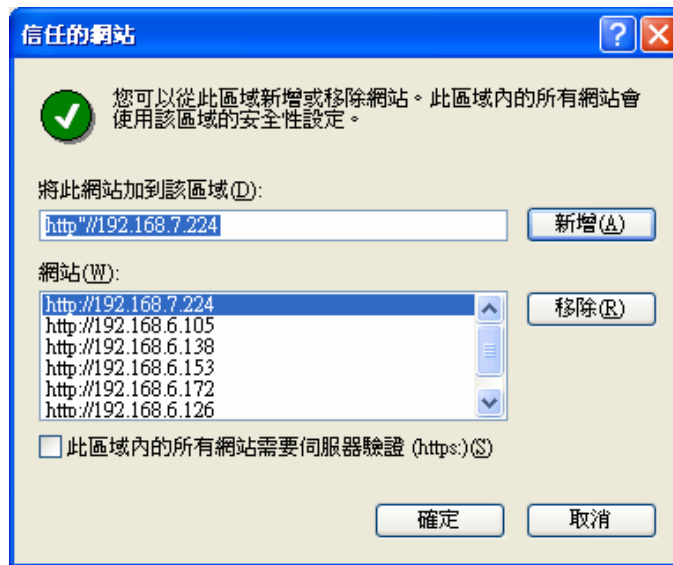 信任的網站
您可以從此區域新增或移除網站。此區域內的所有網站會
使用該區域的安全性設定。
將此網站加到該區域(D):
http"//192.168.7.224
新增(A)
網站(W):
http://192.168.7.224
移除(R)
http://192.168.6.105
http://192.168.6.138
http://192.168.6.153
http://192.168.6.172
http://192.168.6.126
此區域內的所有網站需要伺服器驗證 (https:)(S)
確定
取消